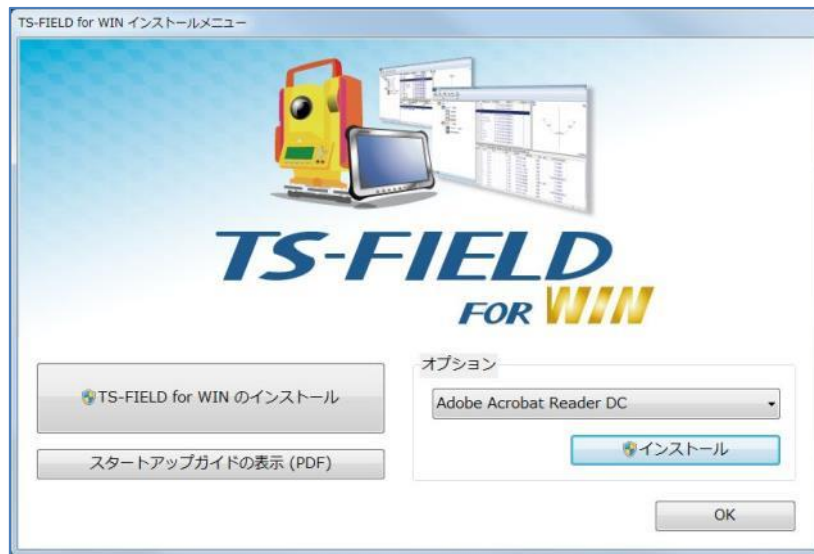 TS-FIELD for WIN インストールメニュー
TS-FIELD
FOR WIN
TS-FIELD for WIN のインストール
スタートアップガイドの表示 (PDF)
オプション
Adobe Acrobat Reader DC
インストール
OK